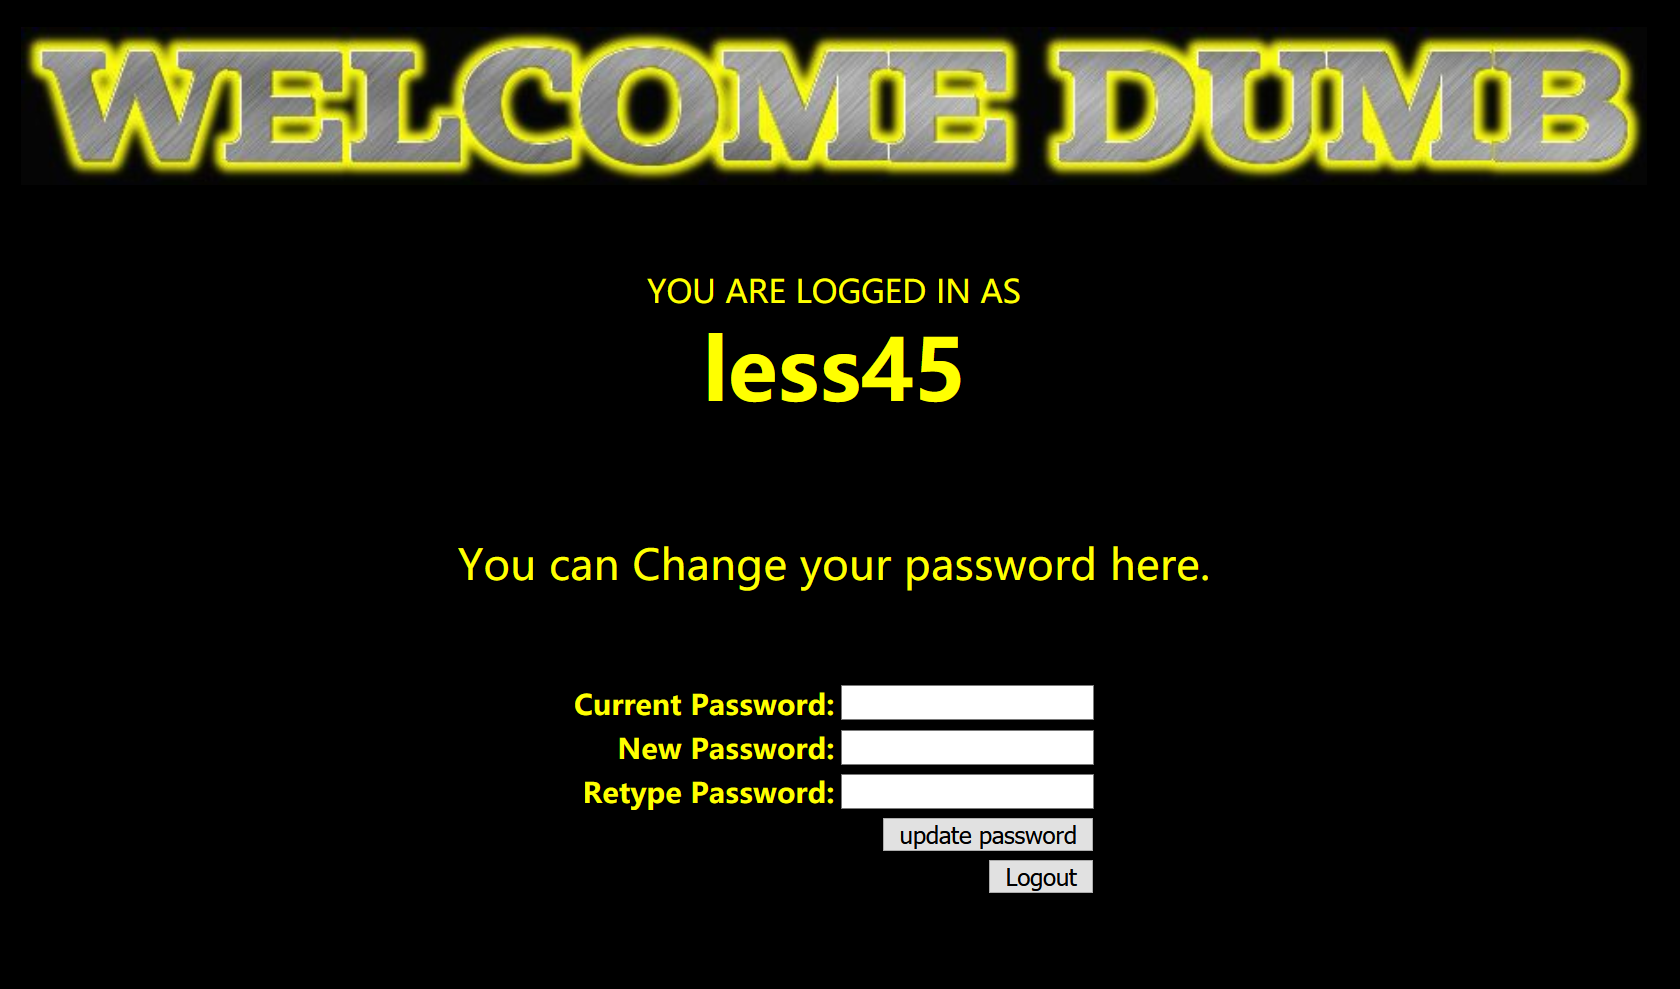 WELCOME DUMB
YOU ARE LOGGED IN AS
less45
You can Change your password here.
Current Password:
New Password:
Retype Password:
update password
Logout